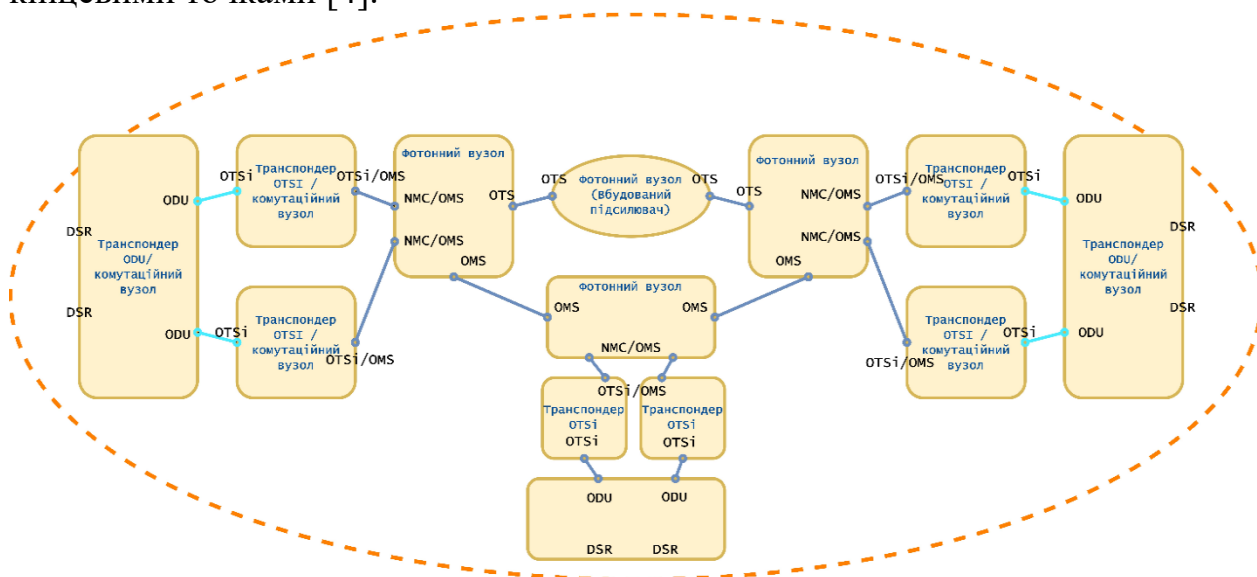 кінцевими точками [4].
Фотонний вузол
Фотонний вузол
Транспондер
OTSI /
комутаційний
вузол
Транспондер
OTSI /
комутаційний
вузол
OTSi
OTSi/OMS
OTS
OTS
Фотонний вузол
(Вбудований
підсилювач)
OTS
OTS
OTSi/OMS
OTSi
ODU
NMC/OMS
NMC/OMS
ODU
DSR
NMC/OMS
NMC/OMS
DSR
Транспондер
ODU/
комутаційний
вузол
Транспондер
ODU/
комутаційний
вузол
OMS
OMS
Фотонний вузол
DSR
OMS
OMS
DSR
Транспондер
OTSI /
комутаційний
вузол
Транспондер
OTSI /
комутаційний
вузол
ODU
OTSi
OTSi/OMS
NMC/OMS
OTSi/OMS
OTSi
ODU
OTSi/OMS
Транспондер
OTSi
OTSi
Транспондер
OTSi
OTSi
ODU
ODU
DSR
DSR